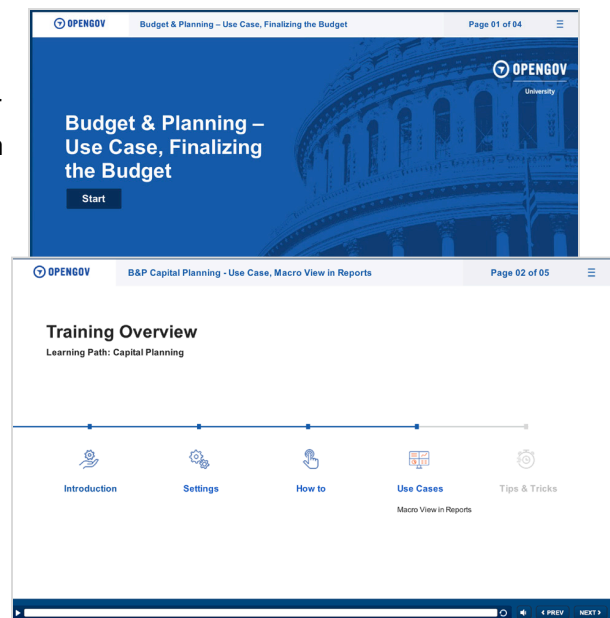 OPENGOV
Budget & Planning – Use Case, Finalizing the Budget
Page 01 of 04
OPENGOV
University
Budget & Planning –
Use Case, Finalizing
the Budget
Start
OPENGOV
B&P Capital Planning - Use Case, Macro View in Reports
Page 02 of 05
Training Overview
Learning Path: Capital Planning
Introduction
Settings
How to
Use Cases
Tips & Tricks
Macro View in Reports
PREV
NEXT